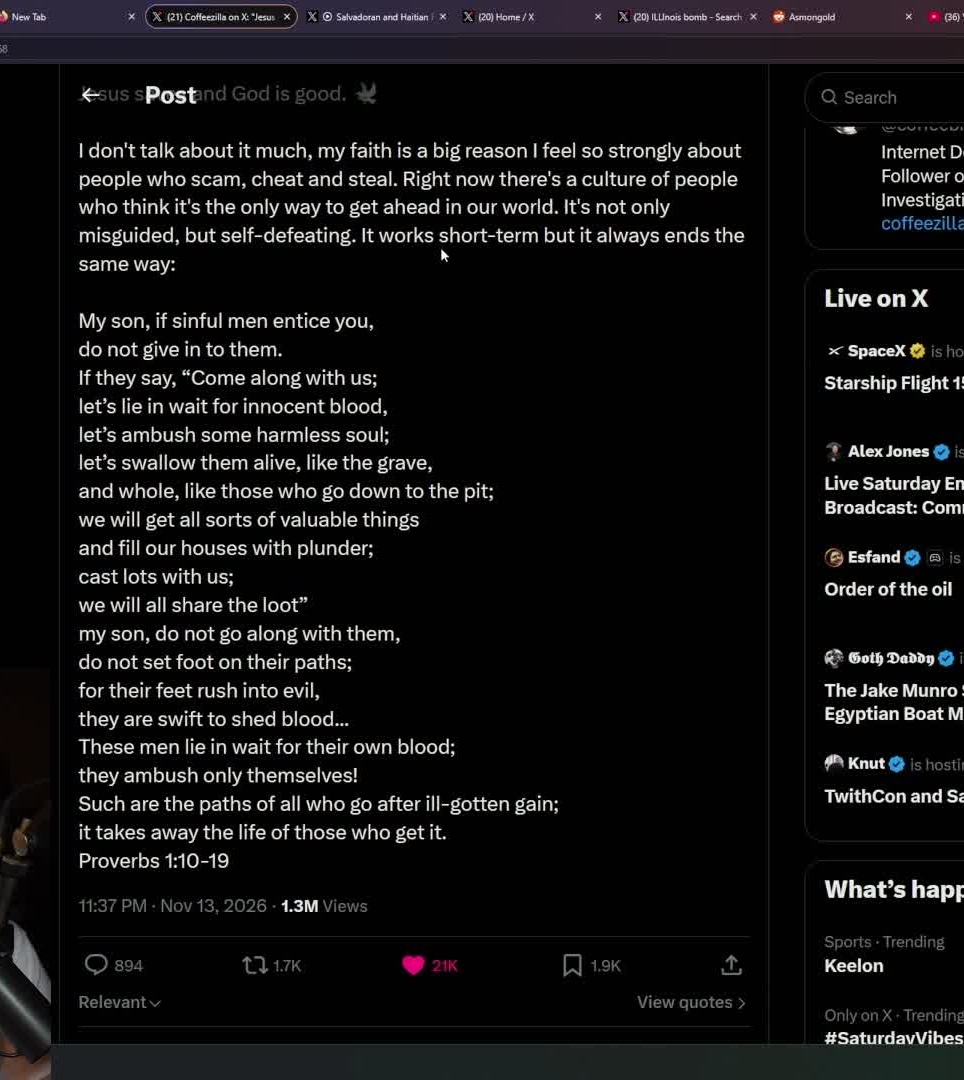 New Tab
(21) Coffeezilla on X: "Jesus
Salvadoran and Haitian
(20) Home / X
(20) ILLInois bomb - Search
Asmongold
(36)
Post
Jesus s and God is good.
I don't talk about it much, my faith is a big reason I feel so strongly about
people who scam, cheat and steal. Right now there's a culture of people
who think it's the only way to get ahead in our world. It's not only
misguided, but self-defeating. It works short-term but it always ends the
same way:
My son, if sinful men entice you,
do not give in to them.
If they say, “Come along with us;
let’s lie in wait for innocent blood,
let’s ambush some harmless soul;
let’s swallow them alive, like the grave,
and whole, like those who go down to the pit;
we will get all sorts of valuable things
and fill our houses with plunder;
cast lots with us;
we will all share the loot”
my son, do not go along with them,
do not set foot on their paths;
for their feet rush into evil,
they are swift to shed blood...
These men lie in wait for their own blood;
they ambush only themselves!
Such are the paths of all who go after ill-gotten gain;
it takes away the life of those who get it.
Proverbs 1:10-19
11:37 PM · Nov 13, 2026 · 1.3M Views
894 1.7K 21K 1.9K
Relevant
View quotes
Search
Internet D
Follower o
Investigati
coffeezilla
Live on X
SpaceX is ho
Starship Flight 1
Alex Jones is
Live Saturday Em
Broadcast: Com
Esfand is
Order of the oil
Goth Daddy is
The Jake Munro S
Egyptian Boat M
Knut is hosti
TwithCon and Sa
What’s happ
Sports · Trending
Keelon
Only on X · Trending
#SaturdayVibes